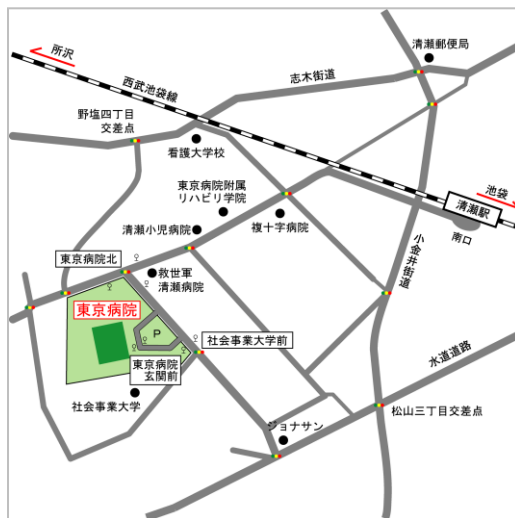 所沢
清瀬郵便局
西武池袋線
志木街道
野塩四丁目
交差点
看護大学校
東京病院附属
リハビリ学院
池袋
清瀬駅
複十字病院
南口
清瀬小児病院
小金井街道
東京病院北
救世軍
清瀬病院
東京病院
P
社会事業大学前
水道道路
東京病院
玄関前
社会事業大学
松山三丁目交差点
ジョナサン